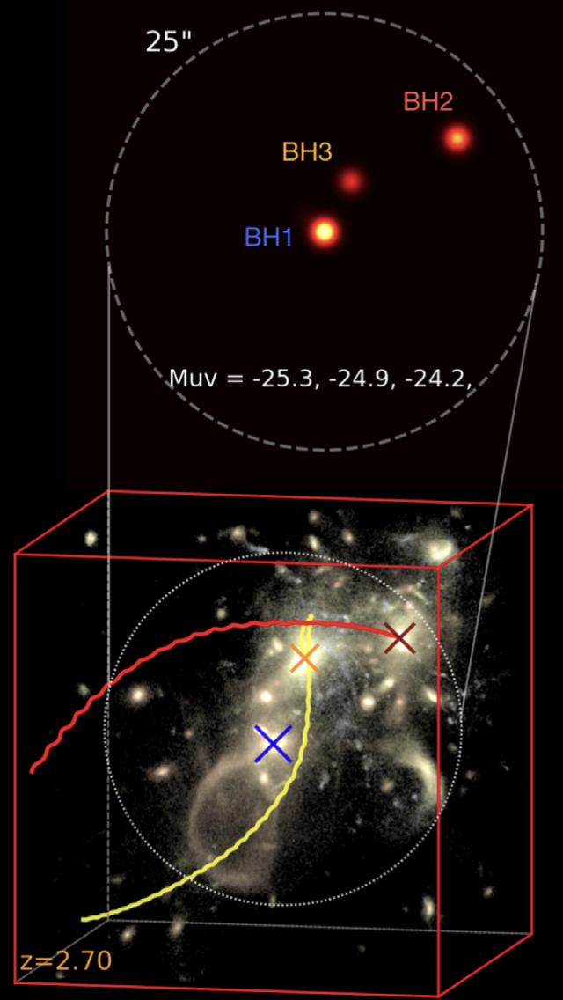 25"
BH2
BH3
BH1
Muv = -25.3, -24.9, -24.2,
z=2.70